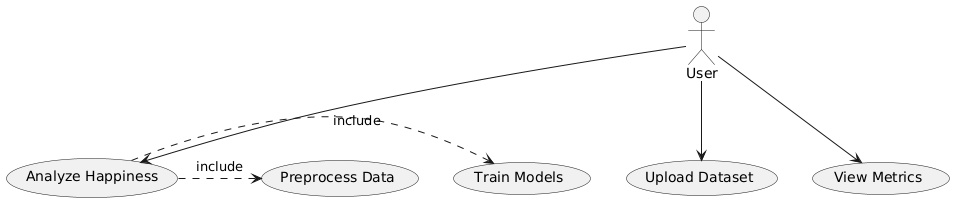 User
include
include
Analyze Happiness
Preprocess Data
Train Models
Upload Dataset
View Metrics